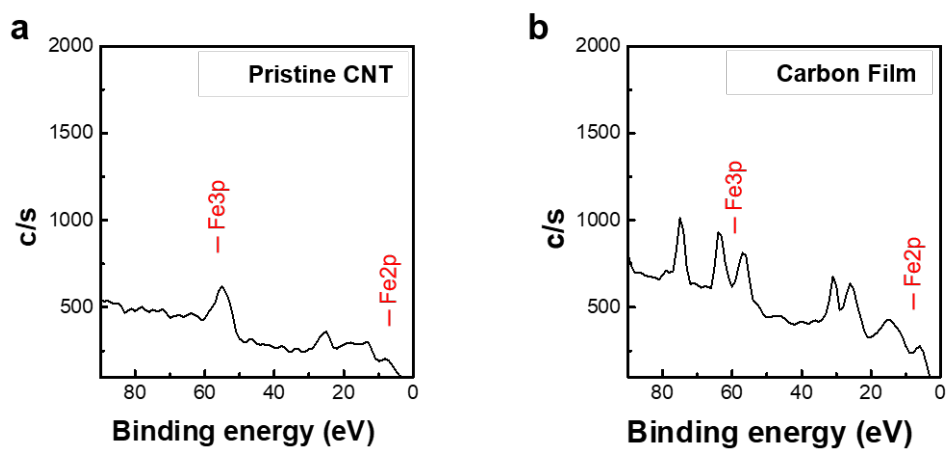 a
2000
1500
1000
500
c/s
Pristine CNT
– Fe3p
– Fe2p
80 60 40 20 0
Binding energy (eV)
b
2000
1500
1000
500
c/s
Carbon Film
– Fe3p
– Fe2p
80 60 40 20 0
Binding energy (eV)